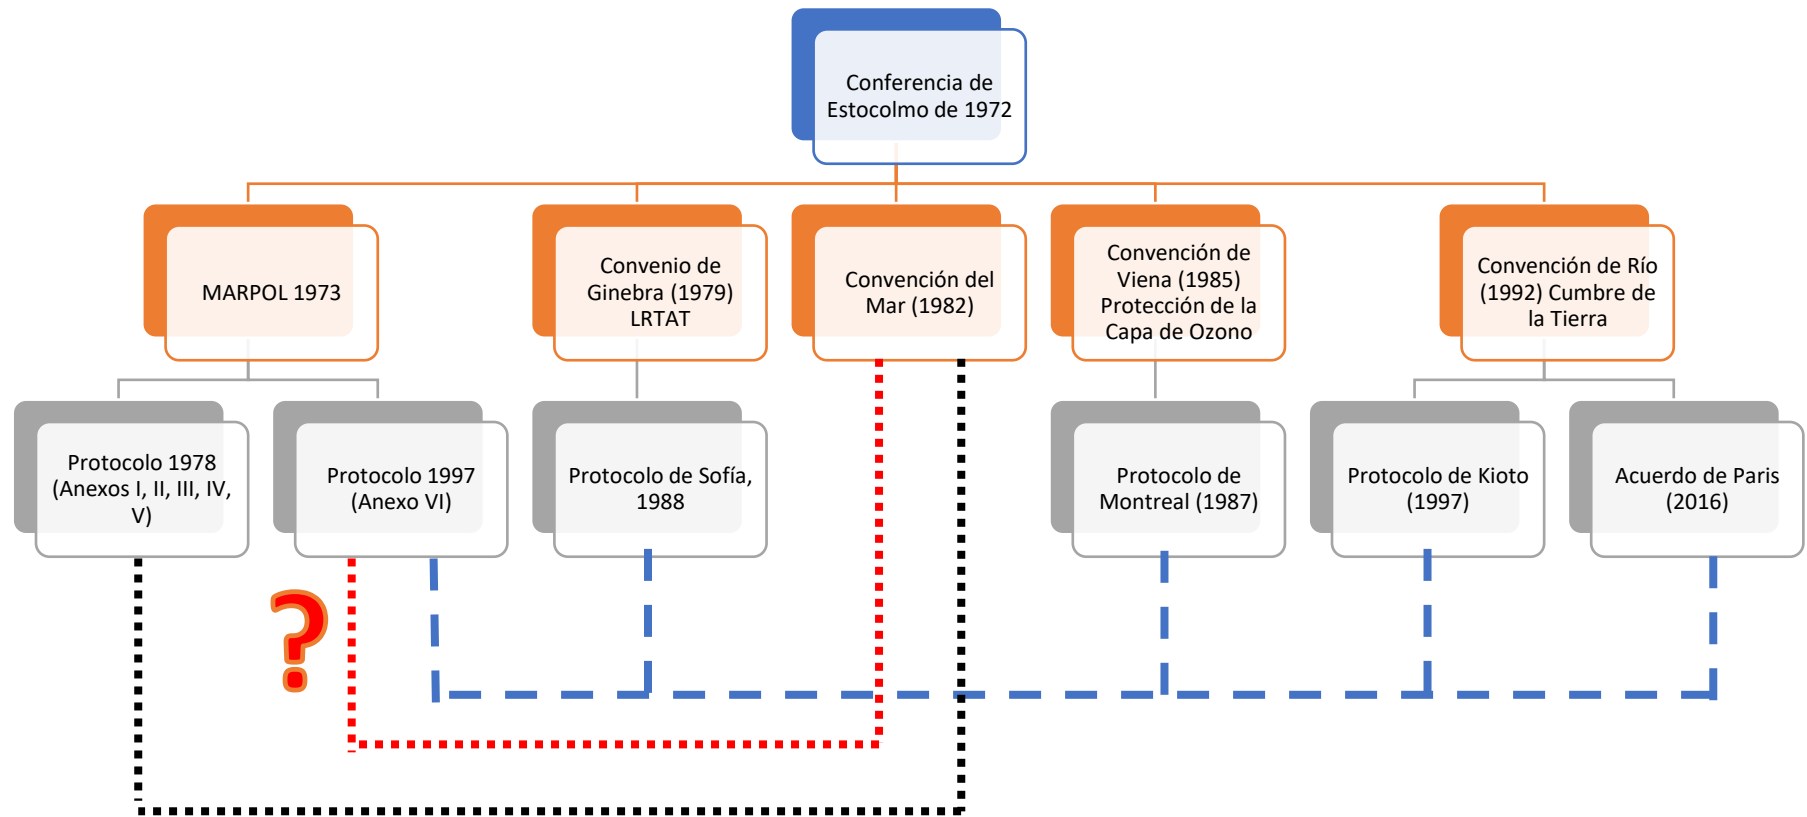 Conferencia de
Estocolmo de 1972
MARPOL 1973
Convenio de
Ginebra (1979)
LRTAT
Convención del
Mar (1982)
Convención de
Viena (1985)
Protección de la
Capa de Ozono
Convención de Río
(1992) Cumbre de
la Tierra
Protocolo 1978
(Anexos I, II, III, IV,
V)
Protocolo 1997
(Anexo VI)
Protocolo de Sofía,
1988
Protocolo de
Montreal (1987)
Protocolo de Kioto
(1997)
Acuerdo de Paris
(2016)
?